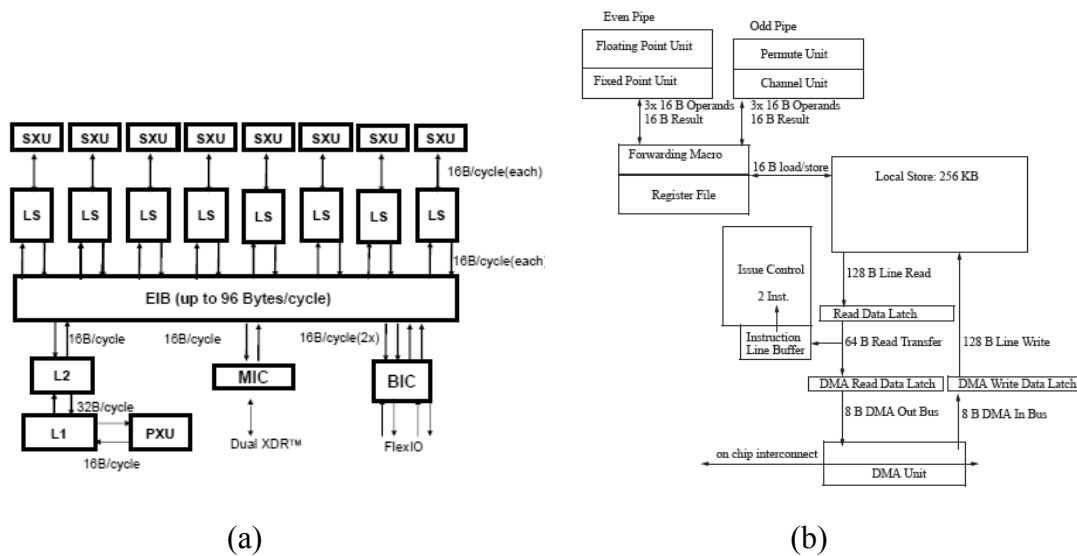 SXU SXU SXU SXU SXU SXU SXU SXU
16B/cycle(each)
LS LS LS LS LS LS LS LS
16B/cycle(each)
EIB (up to 96 Bytes/cycle)
16B/cycle
16B/cycle
16B/cycle(2x)
L2
MIC
BIC
32B/cycle
L1
PXU
16B/cycle
Dual XDR™
FlexIO
(a)
Even Pipe
Odd Pipe
Floating Point Unit
Fixed Point Unit
Permute Unit
Channel Unit
3x 16 B Operands
16 B Result
3x 16 B Operands
16 B Result
Forwarding Macro
Register File
16 B load/store
Local Store: 256 KB
Issue Control
2 Inst.
Instruction
Line Buffer
128 B Line Read
Read Data Latch
64 B Read Transfer
128 B Line Write
DMA Read Data Latch
DMA Write Data Latch
8 B DMA Out Bus
8 B DMA In Bus
on chip interconnect
DMA Unit
(b)